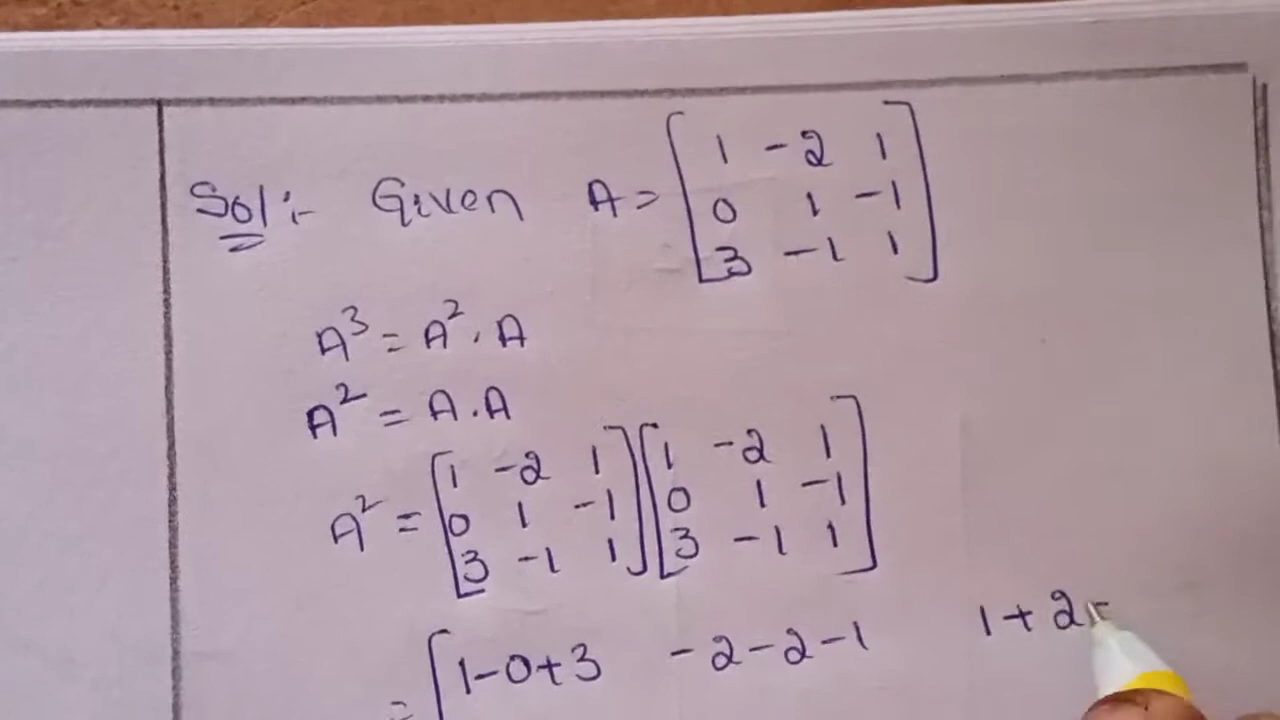 Sol:- Given A = [1 -2 1
0 1 -1
3 -1 1]
A³ = A² . A
A² = A . A
A² = [1 -2 1 0 1 -1 3 -1 1] [1 -2 1 0 1 -1 3 -1 1]
= [1-0+3 -2-2-1 1+2